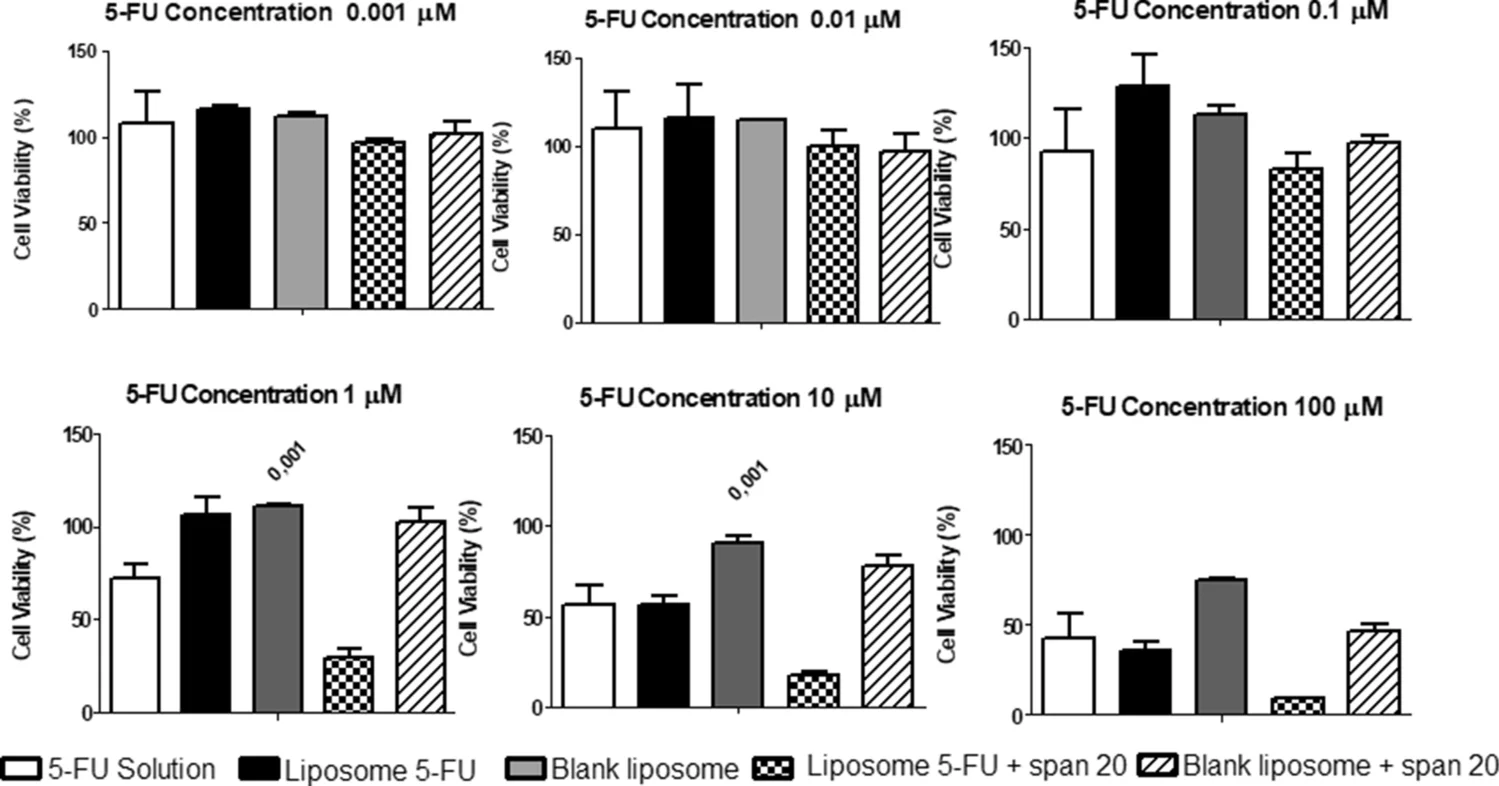 5-FU Concentration 0.001 µM
150
100
50
0
Cell Viability (%)
5-FU Concentration 0.01 µM
150
100
50
0
Cell Viability (%)
5-FU Concentration 0.1 µM
150
100
50
0
Cell Viability (%)
5-FU Concentration 1 µM
150
100
50
0
Cell Viability (%)
0,001
5-FU Concentration 10 µM
150
100
50
0
Cell Viability (%)
0,001
5-FU Concentration 100 µM
150
100
50
0
Cell Viability (%)
5-FU Solution Liposome 5-FU Blank liposome Liposome 5-FU + span 20 Blank liposome + span 20